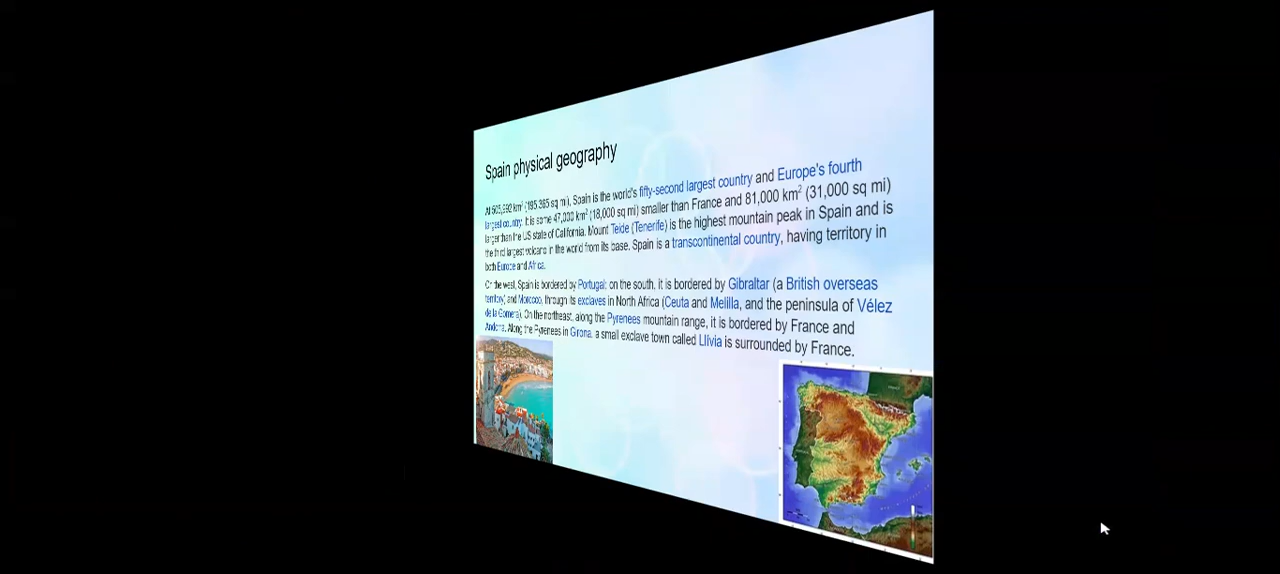 Spain physical geography
At 505,992 km² (195,365 sq mi), Spain is the world's fifty-second largest country and Europe's fourth
largest country. It is some 47,000 km² (18,000 sq mi) smaller than France and 81,000 km² (31,000 sq mi)
larger than the US state of California. Mount Teide (Tenerife) is the highest mountain peak in Spain and is
the third largest volcano in the world from its base. Spain is a transcontinental country, having territory in
both Europe and Africa.
On the west, Spain is bordered by Portugal; on the south, it is bordered by Gibraltar (a British overseas
territory) and Morocco, through its exclaves in North Africa (Ceuta and Melilla, and the peninsula of Vélez
de la Gomera). On the northeast, along the Pyrenees mountain range, it is bordered by France and
Andorra. Along the Pyrenees in Girona, a small exclave town called Llívia is surrounded by France.